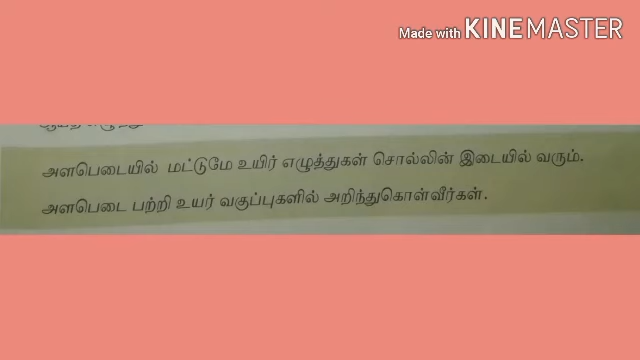 Made with KINEMASTER
அளபெடையில் மட்டுமே உயிர் எழுத்துகள் சொல்லின் இடையில் வரும்.
அளபெடை பற்றி உயர் வகுப்புகளில் அறிந்துகொள்வீர்கள்.